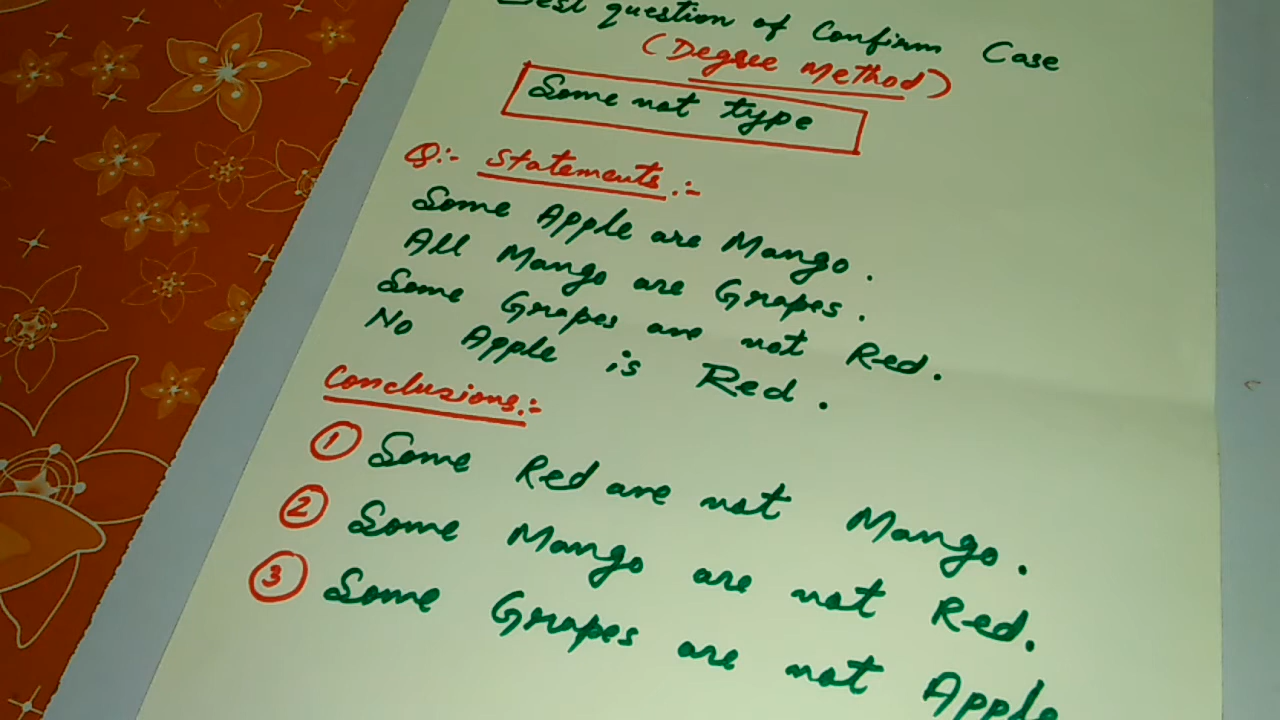 Best question of Confirm Case
(Degree Method)
Some not type
Q:- Statements:-
Some Apple are Mango.
All Mango are Grapes.
Some Grapes are not Red.
No Apple is Red.
Conclusions:-
1 Some Red are not Mango.
2 Some Mango are not Red.
3 Some Grapes are not Apple